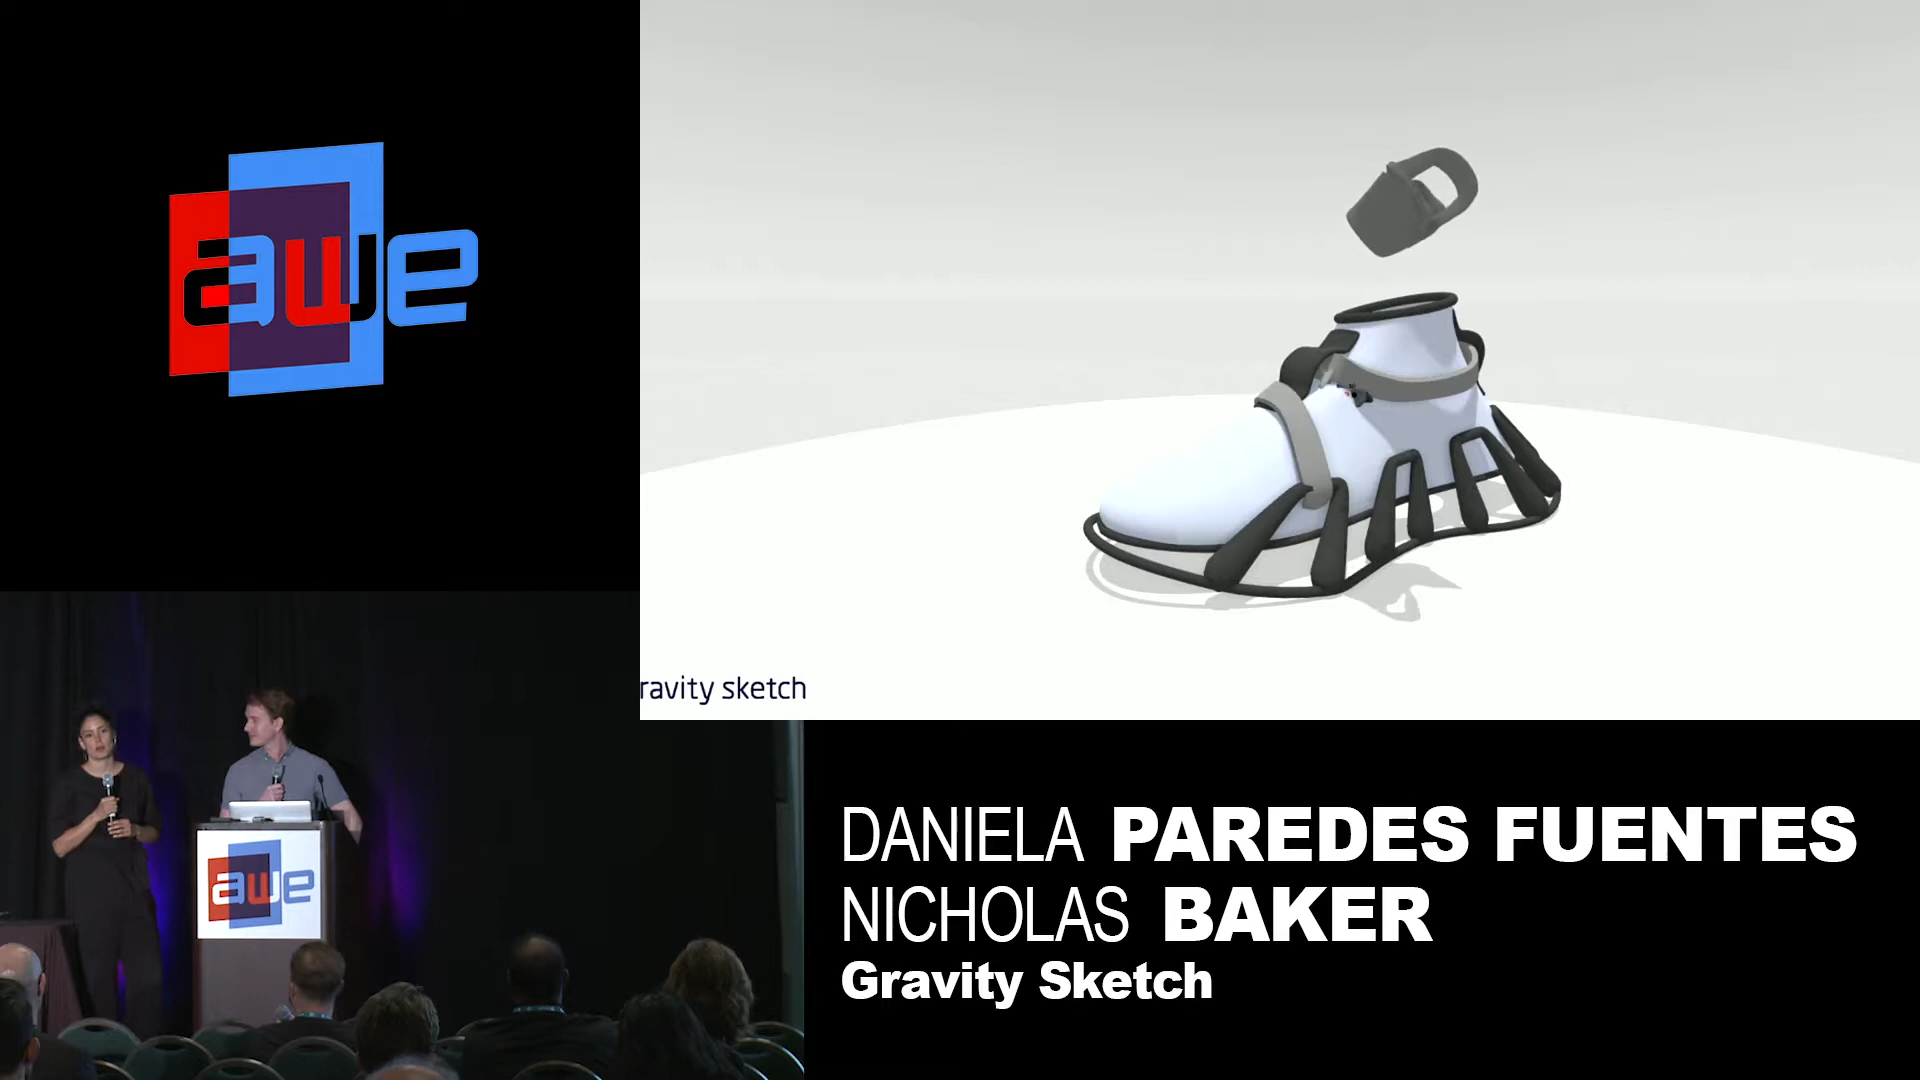 awe
ravity sketch
awe
DANIELA PAREDES FUENTES
NICHOLAS BAKER
Gravity Sketch